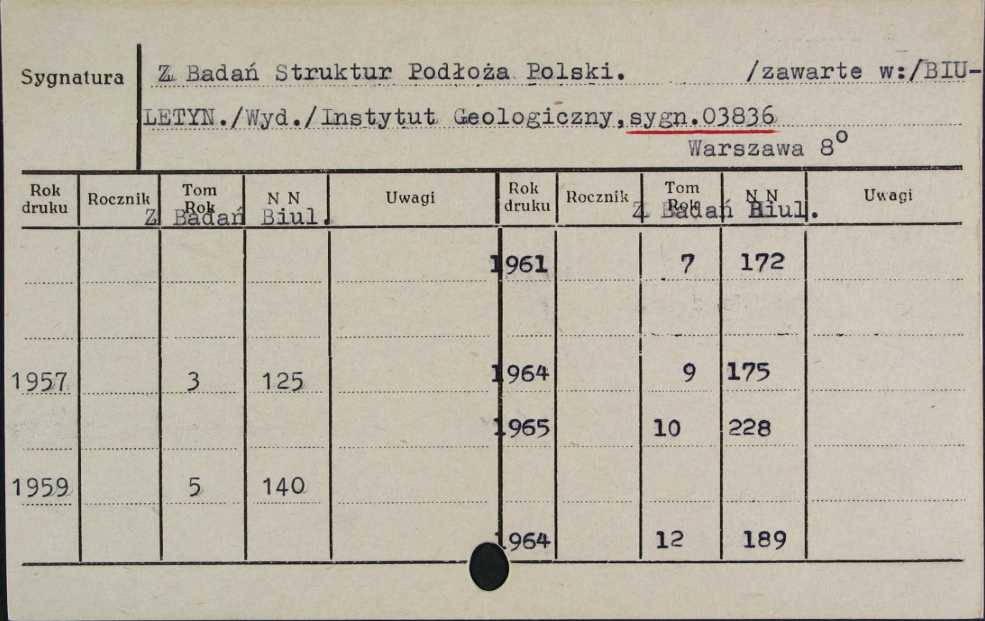 Sygnatura Z Badań Struktur Podłoża Polski. /zawarte w:/BIU-
LETYN./Wyd./Instytut Geologiczny,sygn.03836
Warszawa 8°
Rok druku Rocznik Tom Rok N N Uwagi Rok druku Rocznik Tom Rok N N Uwagi
Z Badań Biul. Z Badań Biul.
1961 7 172
1957 3 125 1964 9 175
1965 10 228
1959 5 140
1964 12 189